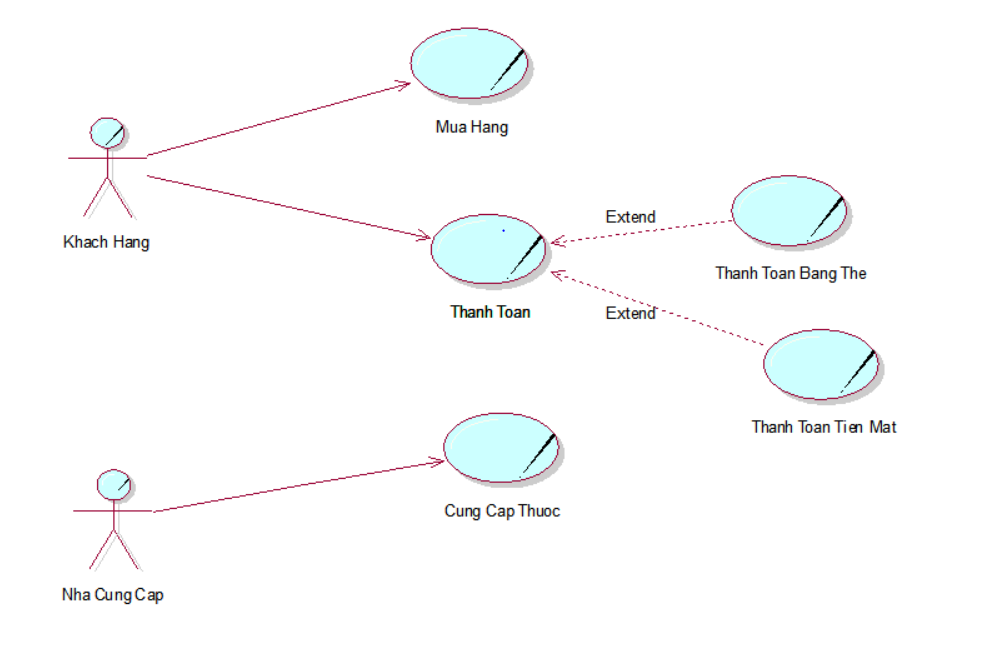 Mua Hang
Khach Hang
Extend
Thanh Toan Bang The
Thanh Toan
Extend
Thanh Toan Tien Mat
Cung Cap Thuoc
Nha Cung Cap